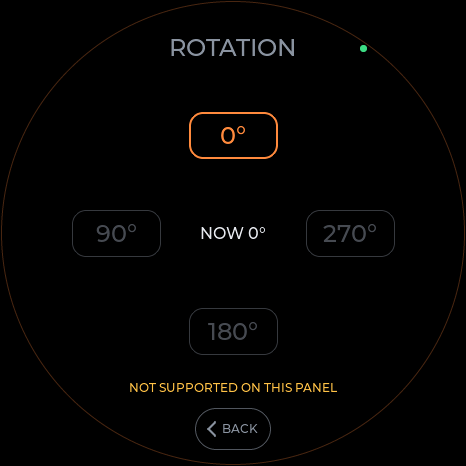 ROTATION
0°
90°
NOW 0°
270°
180°
NOT SUPPORTED ON THIS PANEL
BACK